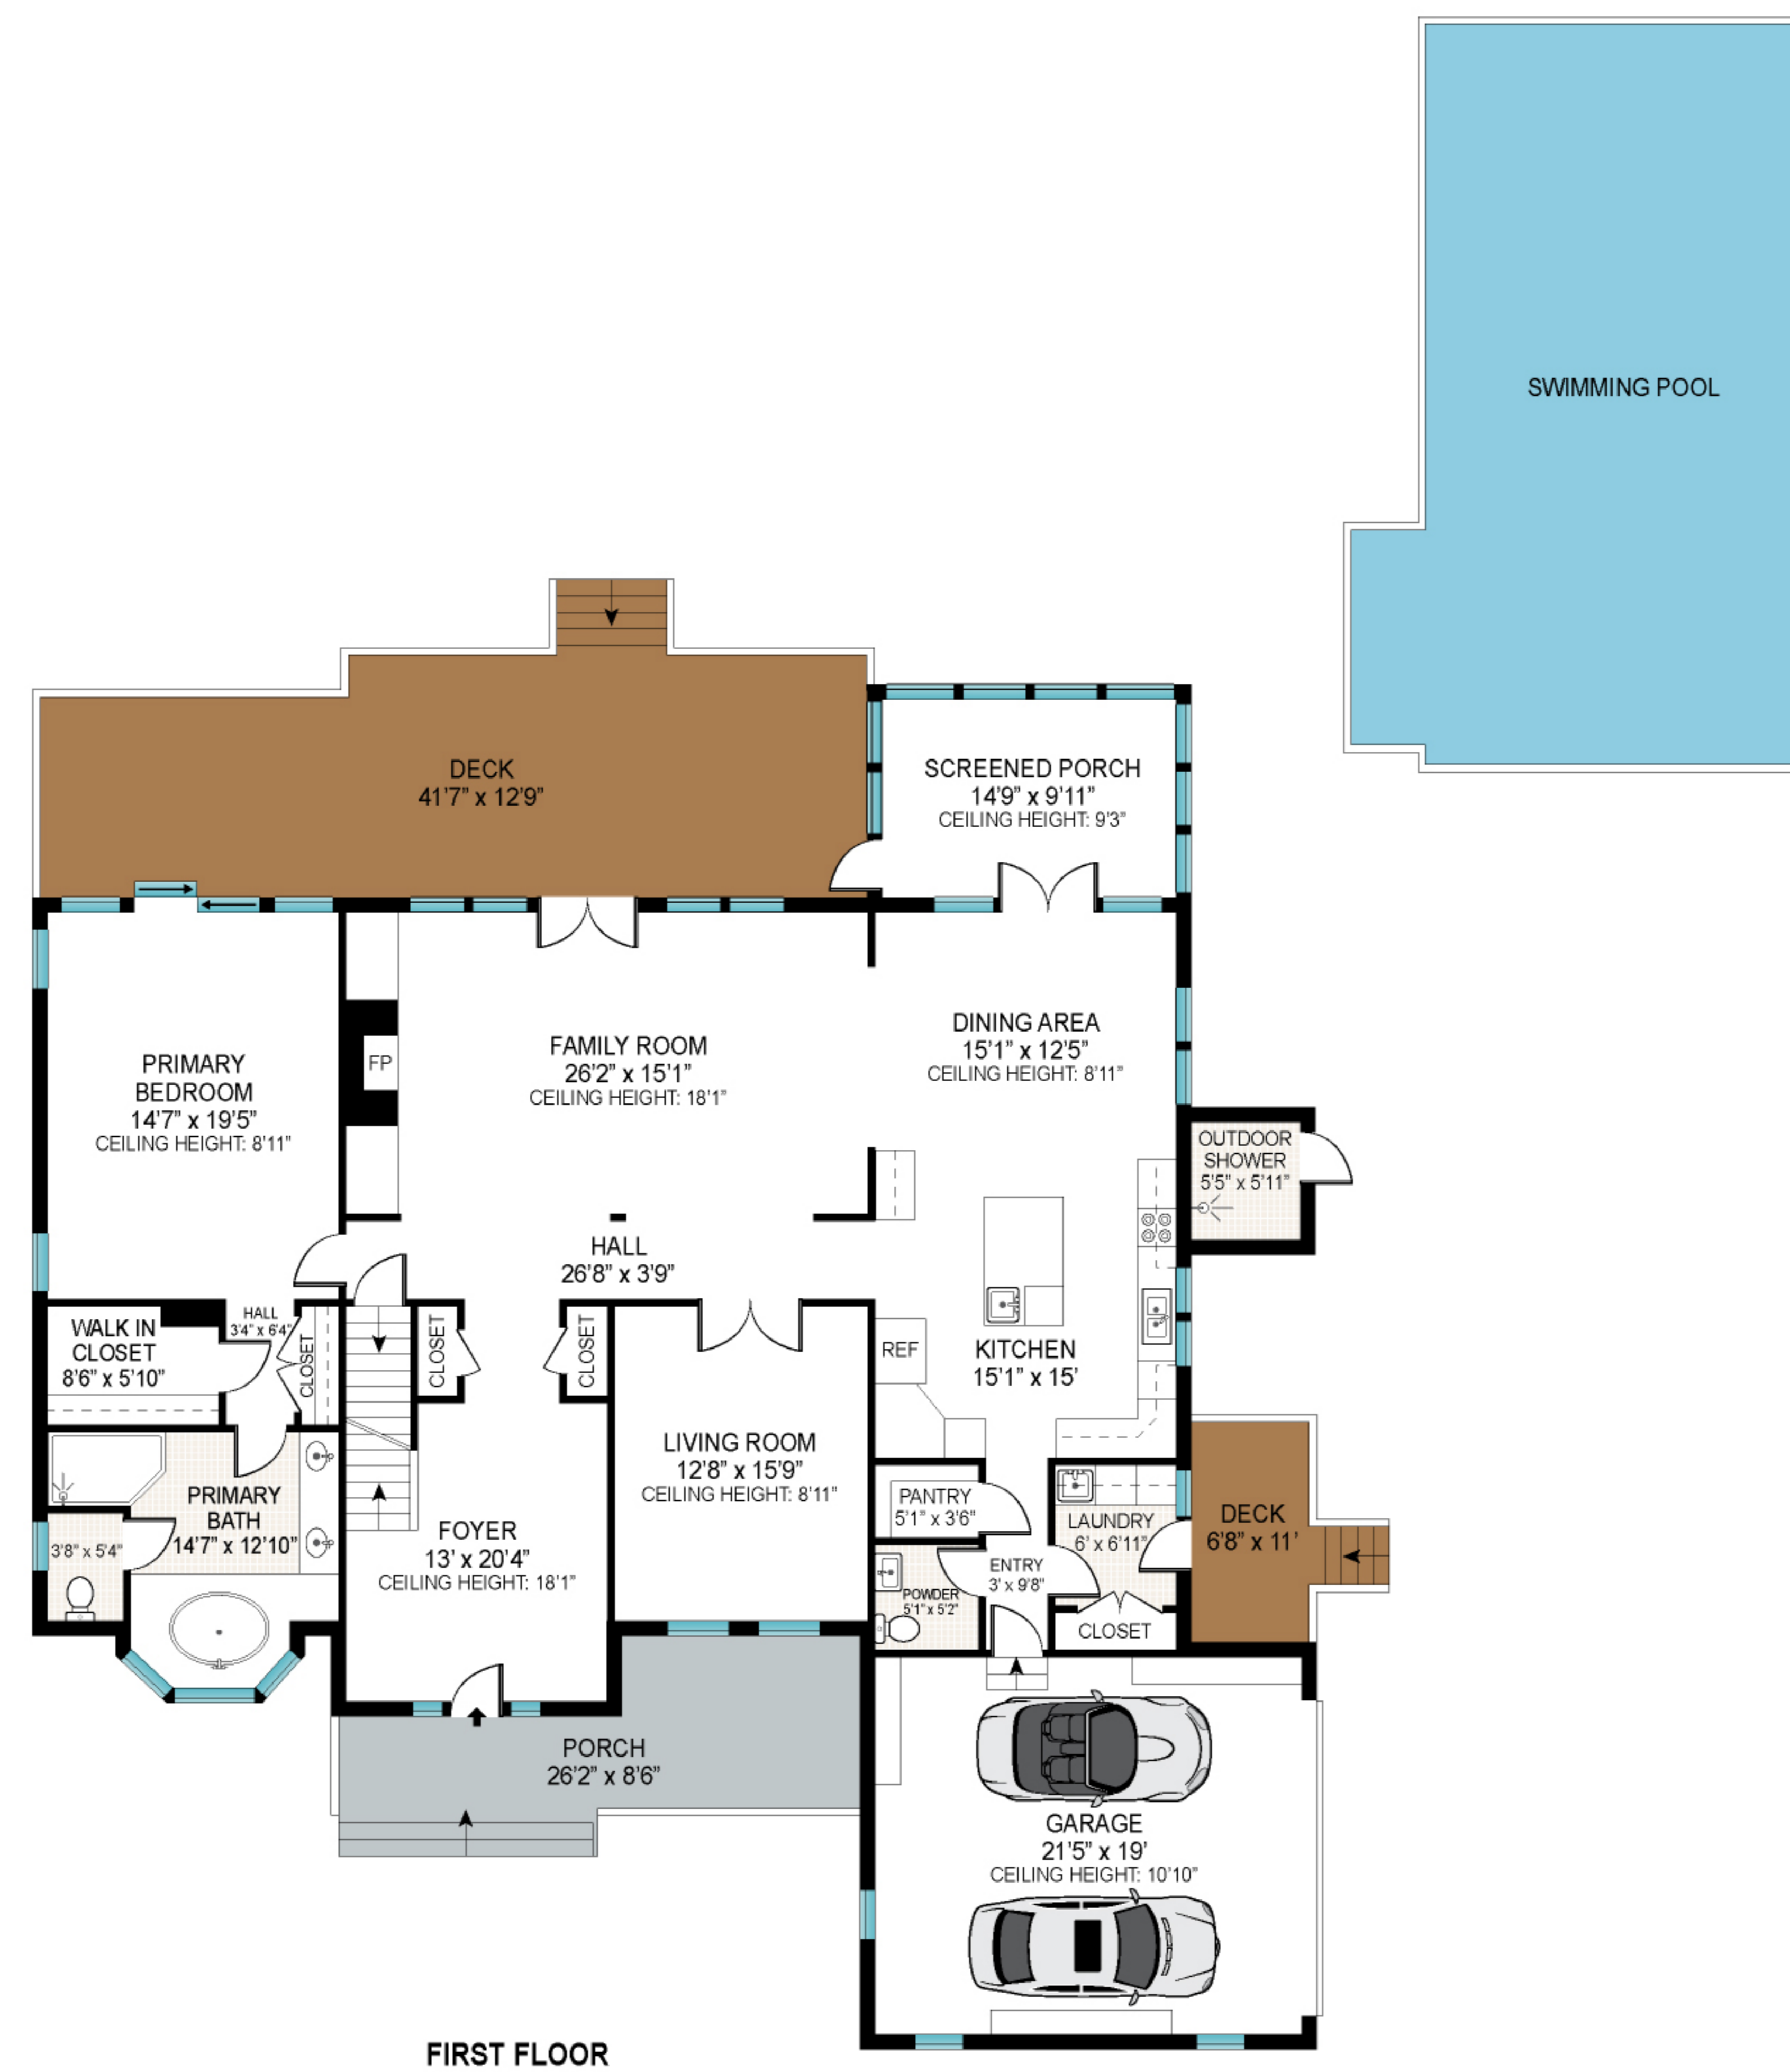 SWIMMING POOL
DECK
41'7" x 12'9"
SCREENED PORCH
14'9" x 9'11"
CEILING HEIGHT: 9'3"
PRIMARY
BEDROOM
14'7" x 19'5"
CEILING HEIGHT: 8'11"
FP
FAMILY ROOM
26'2" x 15'1"
CEILING HEIGHT: 18'1"
DINING AREA
15'1" x 12'5"
CEILING HEIGHT: 8'11"
OUTDOOR
SHOWER
5'5" x 5'11"
HALL
26'8" x 3'9"
WALK IN
CLOSET
8'6" x 5'10"
HALL
3'4" x 6'4"
CLOSET
CLOSET
CLOSET
REF
KITCHEN
15'1" x 15'
LIVING ROOM
12'8" x 15'9"
CEILING HEIGHT: 8'11"
PRIMARY
BATH
14'7" x 12'10"
3'8" x 5'4"
FOYER
13' x 20'4"
CEILING HEIGHT: 18'1"
PANTRY
5'1" x 3'6"
LAUNDRY
6' x 6'11"
DECK
6'8" x 11'
ENTRY
3' x 9'8"
POWDER
5'1" x 5'2"
CLOSET
PORCH
26'2" x 8'6"
GARAGE
21'5" x 19'
CEILING HEIGHT: 10'10"
FIRST FLOOR